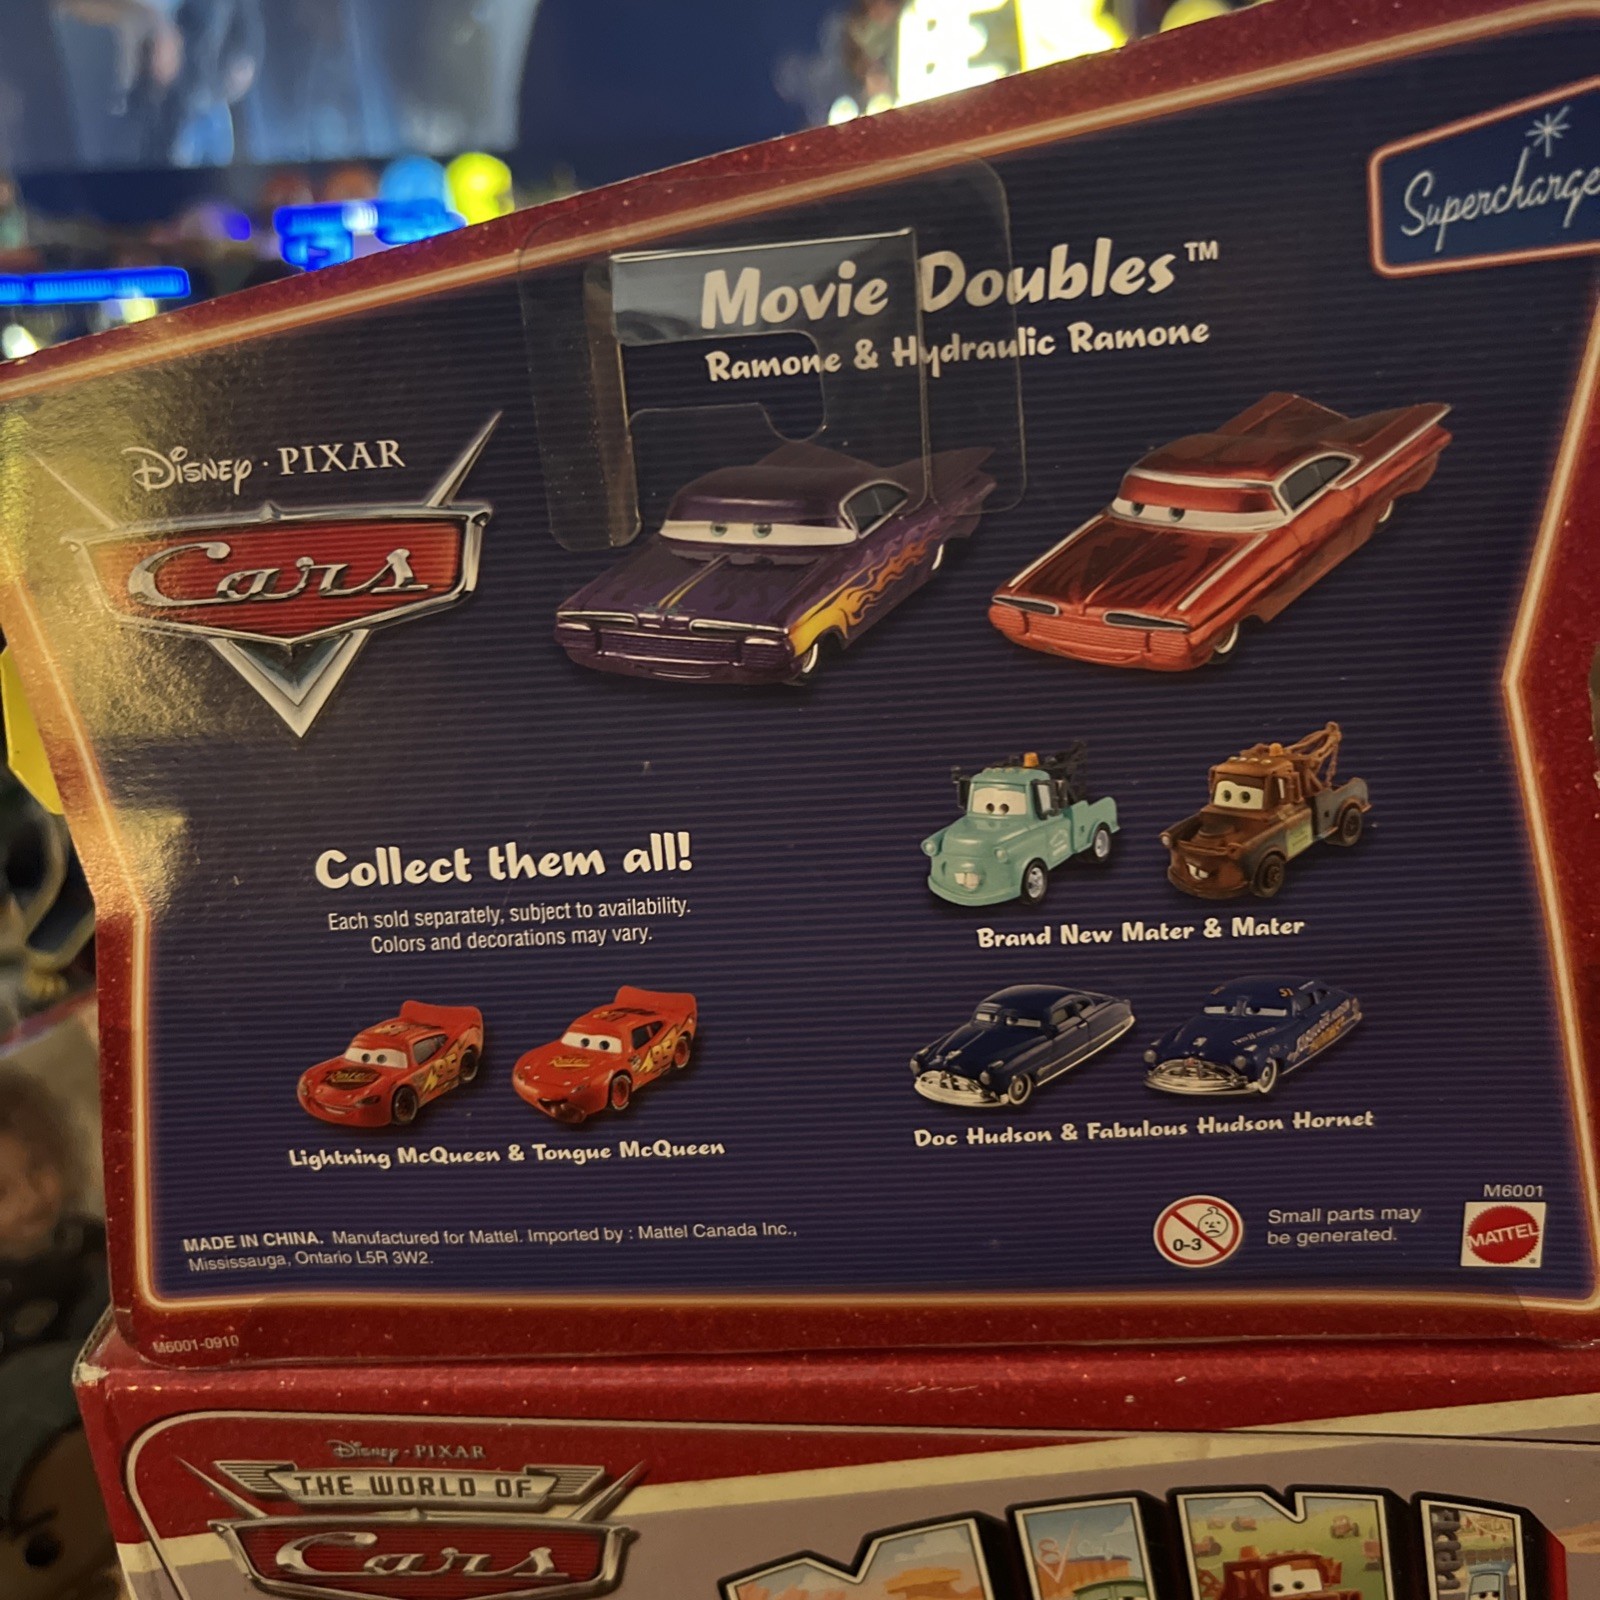 Supercharge
Movie Doubles™
Ramone & Hydraulic Ramone
Disney · PIXAR
Cars
Collect them all!
Each sold separately, subject to availability.
Colors and decorations may vary.
Brand New Mater & Mater
Lightning McQueen & Tongue McQueen
Doc Hudson & Fabulous Hudson Hornet
MADE IN CHINA. Manufactured for Mattel. Imported by : Mattel Canada Inc.,
Mississauga, Ontario L5R 3W2.
0-3
Small parts may
be generated.
M6001
MATTEL
M6001-0910
Disney · PIXAR
THE WORLD OF
Cars
MINI